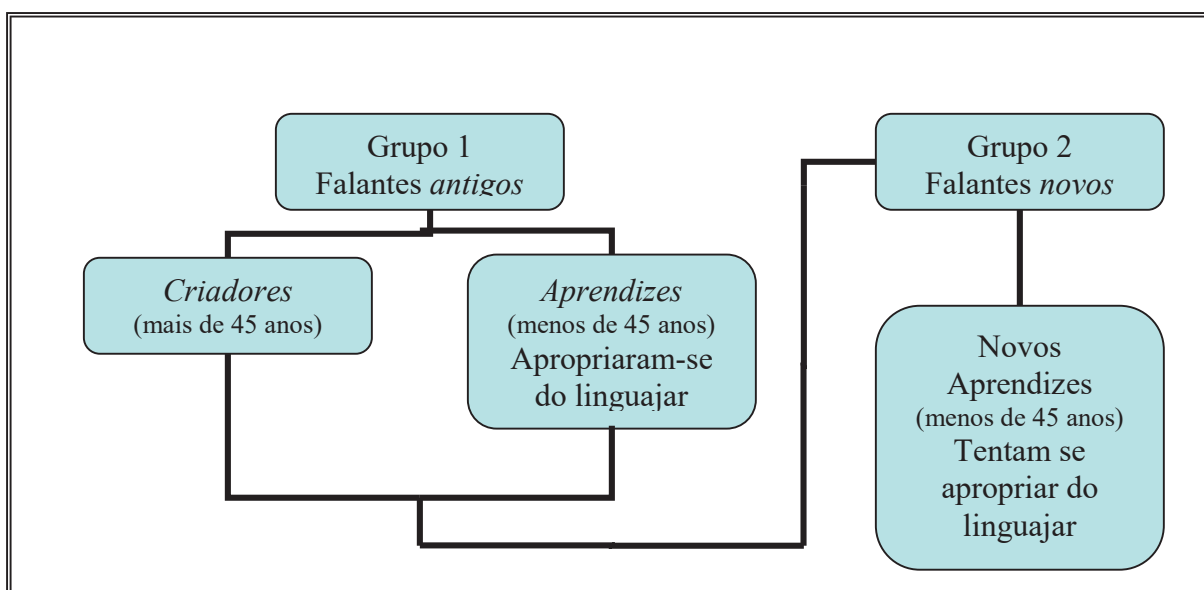 Grupo 1
Falantes antigos
Criadores
(mais de 45 anos)
Aprendizes
(menos de 45 anos)
Apropriaram-se
do linguajar
Grupo 2
Falantes novos
Novos
Aprendizes
(menos de 45 anos)
Tentam se
apropriar do
linguajar